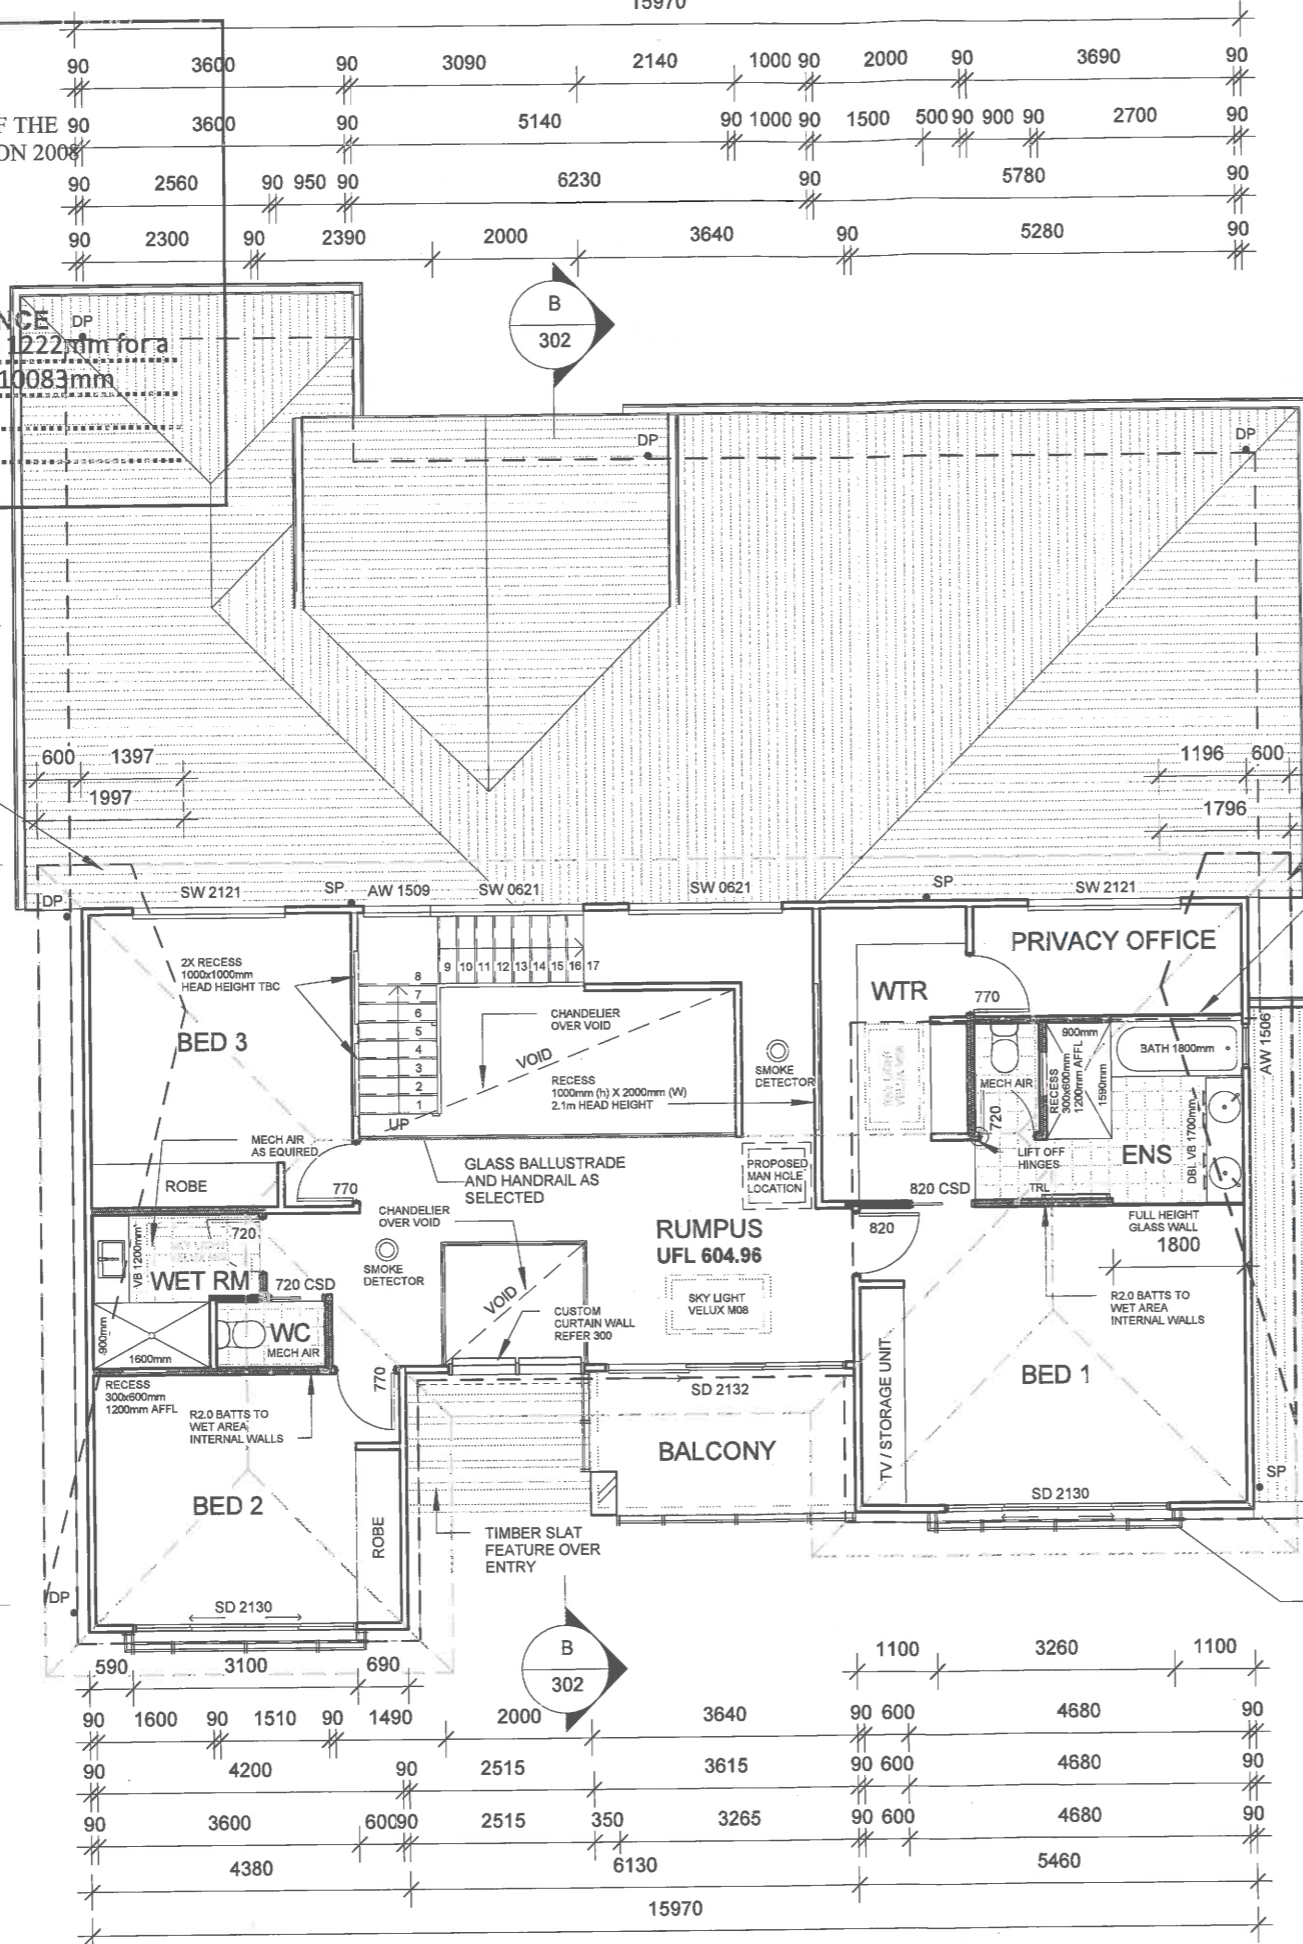 15970
90 3600 90 3090 2140 1000 90 2000 90 3690 90
F THE 90 3600 90 5140 90 1000 90 1500 500 90 900 90 2700 90
ON 2008
90 2560 90 950 90 6230 90 5780 90
90 2300 90 2390 2000 3640 90 5280 90
B
302
NCE
DP
1222mm for a
10083mm
DP
DP
600 1397
1997
1196 600
1796
DP
SW 2121
SP
AW 1509
SW 0621
SW 0621
SP
SW 2121
2X RECESS
1000x1000mm
HEAD HEIGHT TBC
BED 3
9 10 11 12 13 14 15 16 17
8
7
6
5
4
3
2
1
UP
CHANDELIER
OVER VOID
VOID
RECESS
1000mm (h) X 2000mm (W)
2.1m HEAD HEIGHT
SMOKE
DETECTOR
WTR
PRIVACY OFFICE
770
AW 1506
MECH AIR
720
RECESS
300x600mm
1200mm AFFL
900mm
1590mm
BATH 1800mm
DBL VB 1700mm
LIFT OFF
HINGES
ENS
TRL
820 CSD
MECH AIR
AS EQUIRED
ROBE
770
GLASS BALLUSTRADE
AND HANDRAIL AS
SELECTED
PROPOSED
MAN HOLE
LOCATION
CHANDELIER
OVER VOID
RUMPUS
UFL 604.96
820
FULL HEIGHT
GLASS WALL
1800
720
VB 1200mm
WET RM
720 CSD
SMOKE
DETECTOR
VOID
SKY LIGHT
VELUX M08
CUSTOM
CURTAIN WALL
REFER 300
R2.0 BATTS TO
WET AREA
INTERNAL WALLS
900mm
1600mm
WC
MECH AIR
RECESS
300x600mm
1200mm AFFL
R2.0 BATTS TO
WET AREA
INTERNAL WALLS
770
SD 2132
BED 1
TV / STORAGE UNIT
BALCONY
SP
BED 2
ROBE
SD 2130
TIMBER SLAT
FEATURE OVER
ENTRY
DP
SD 2130
B
302
590 3100 690
1100 3260 1100
90 1600 90 1510 90 1490 2000 3640 90 600 4680 90
90 4200 90 2515 3615 90 600 4680 90
90 3600 600 90 2515 350 3265 90 600 4680 90
4380 6130 5460
15970